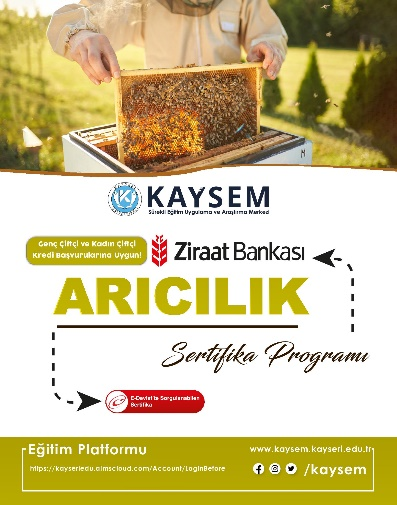 KAYSEM
Sürekli Eğitim Uygulama ve Araştırma Merkezi
Genç Çiftçi ve Kadın Çiftçi
Kredi Başvurularına Uygun!
Ziraat Bankası
ARICILIK
Sertifika Programı
E-Devlet'te Sorgulanabilen
Sertifika
Eğitim Platformu
www.kaysem.kayseri.edu.tr
https://kayseriedu.almscloud.com/Account/LoginBefore
/kaysem